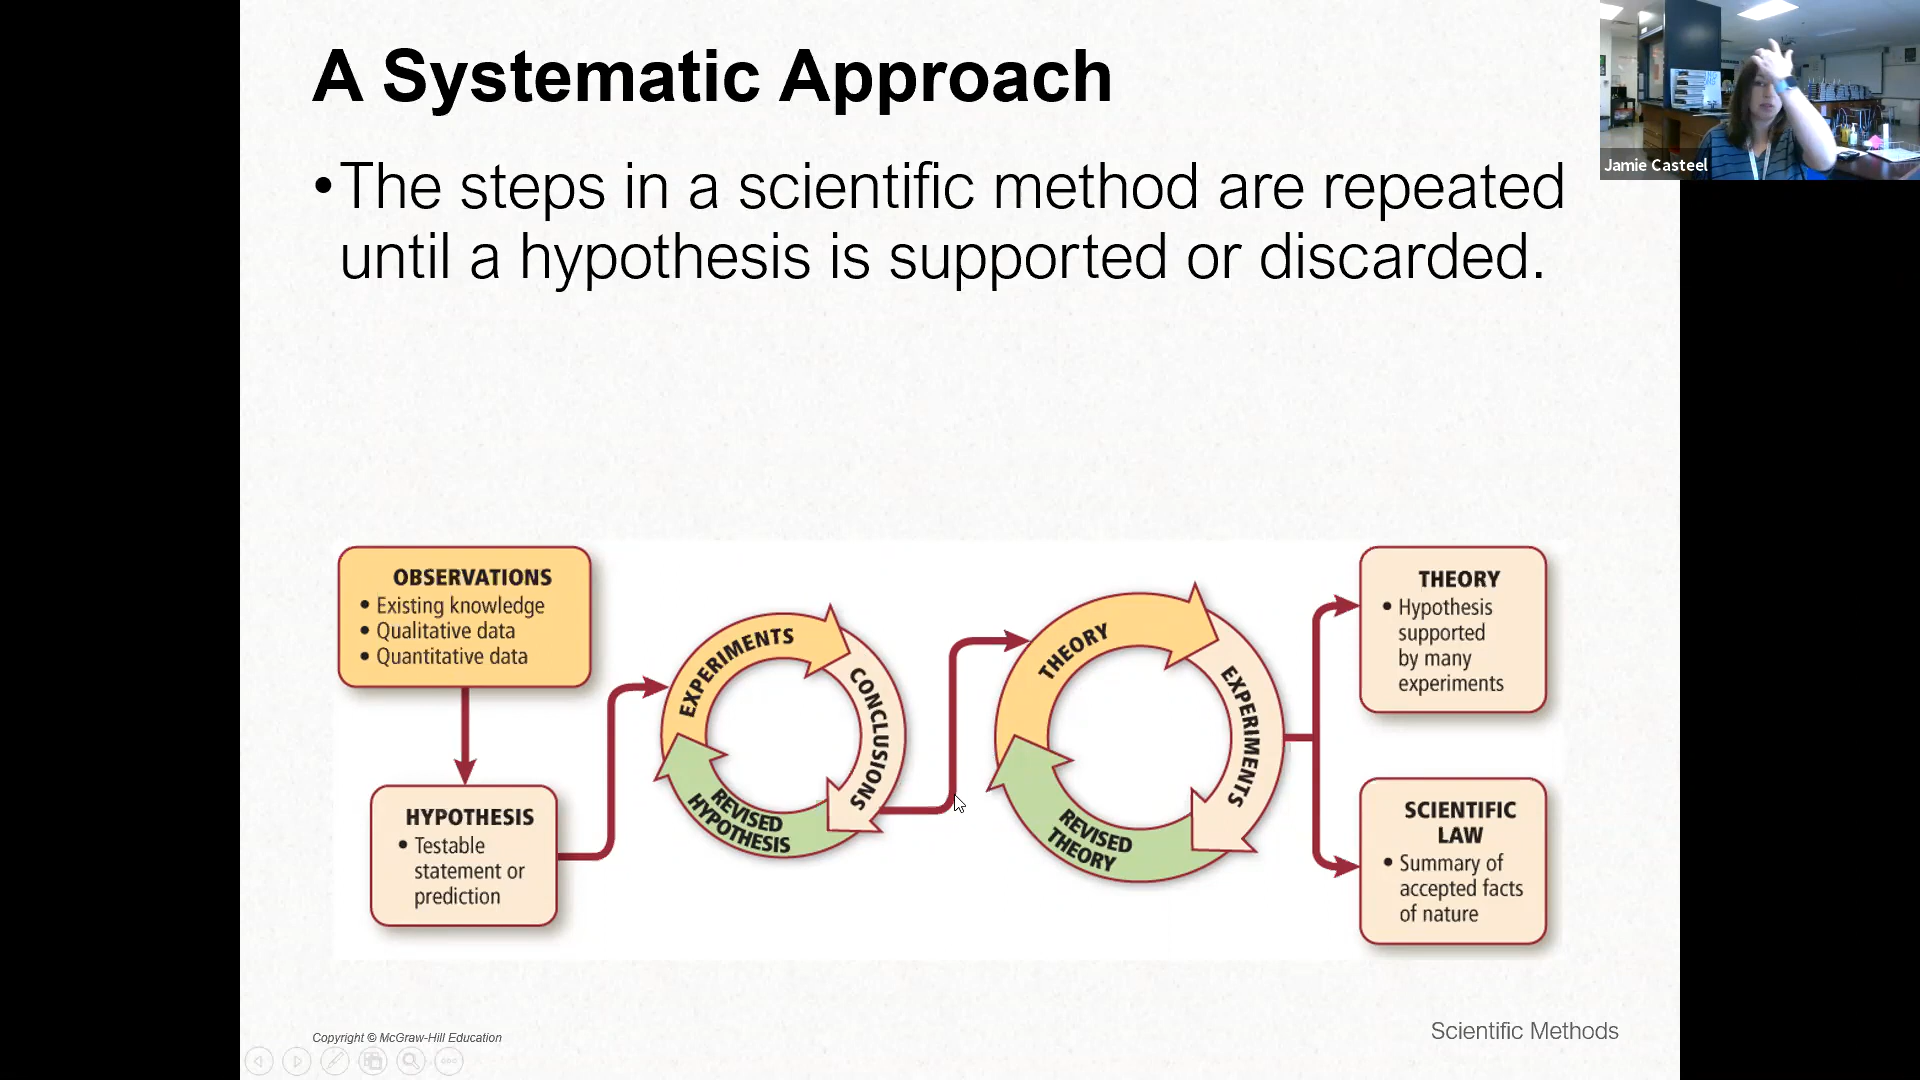 A Systematic Approach
Jamie Casteel
•The steps in a scientific method are repeated
until a hypothesis is supported or discarded.
OBSERVATIONS
• Existing knowledge
• Qualitative data
• Quantitative data
HYPOTHESIS
• Testable
statement or
prediction
EXPERIMENTS
CONCLUSIONS
REVISED
HYPOTHESIS
THEORY
EXPERIMENTS
REVISED
THEORY
THEORY
• Hypothesis
supported
by many
experiments
SCIENTIFIC
LAW
• Summary of
accepted facts
of nature
Copyright © McGraw-Hill Education
Scientific Methods